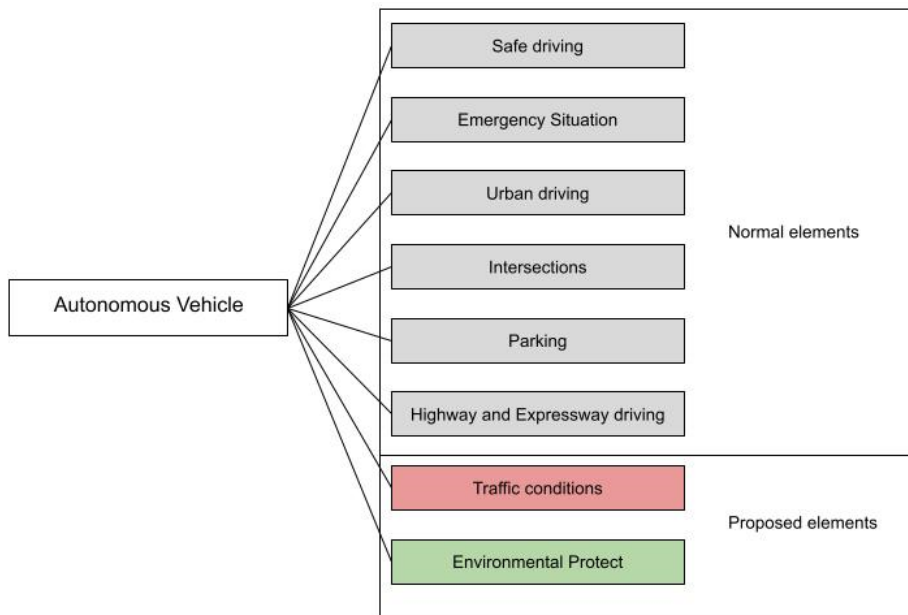 Safe driving
Emergency Situation
Urban driving
Normal elements
Intersections
Autonomous Vehicle
Parking
Highway and Expressway driving
Traffic conditions
Proposed elements
Environmental Protect